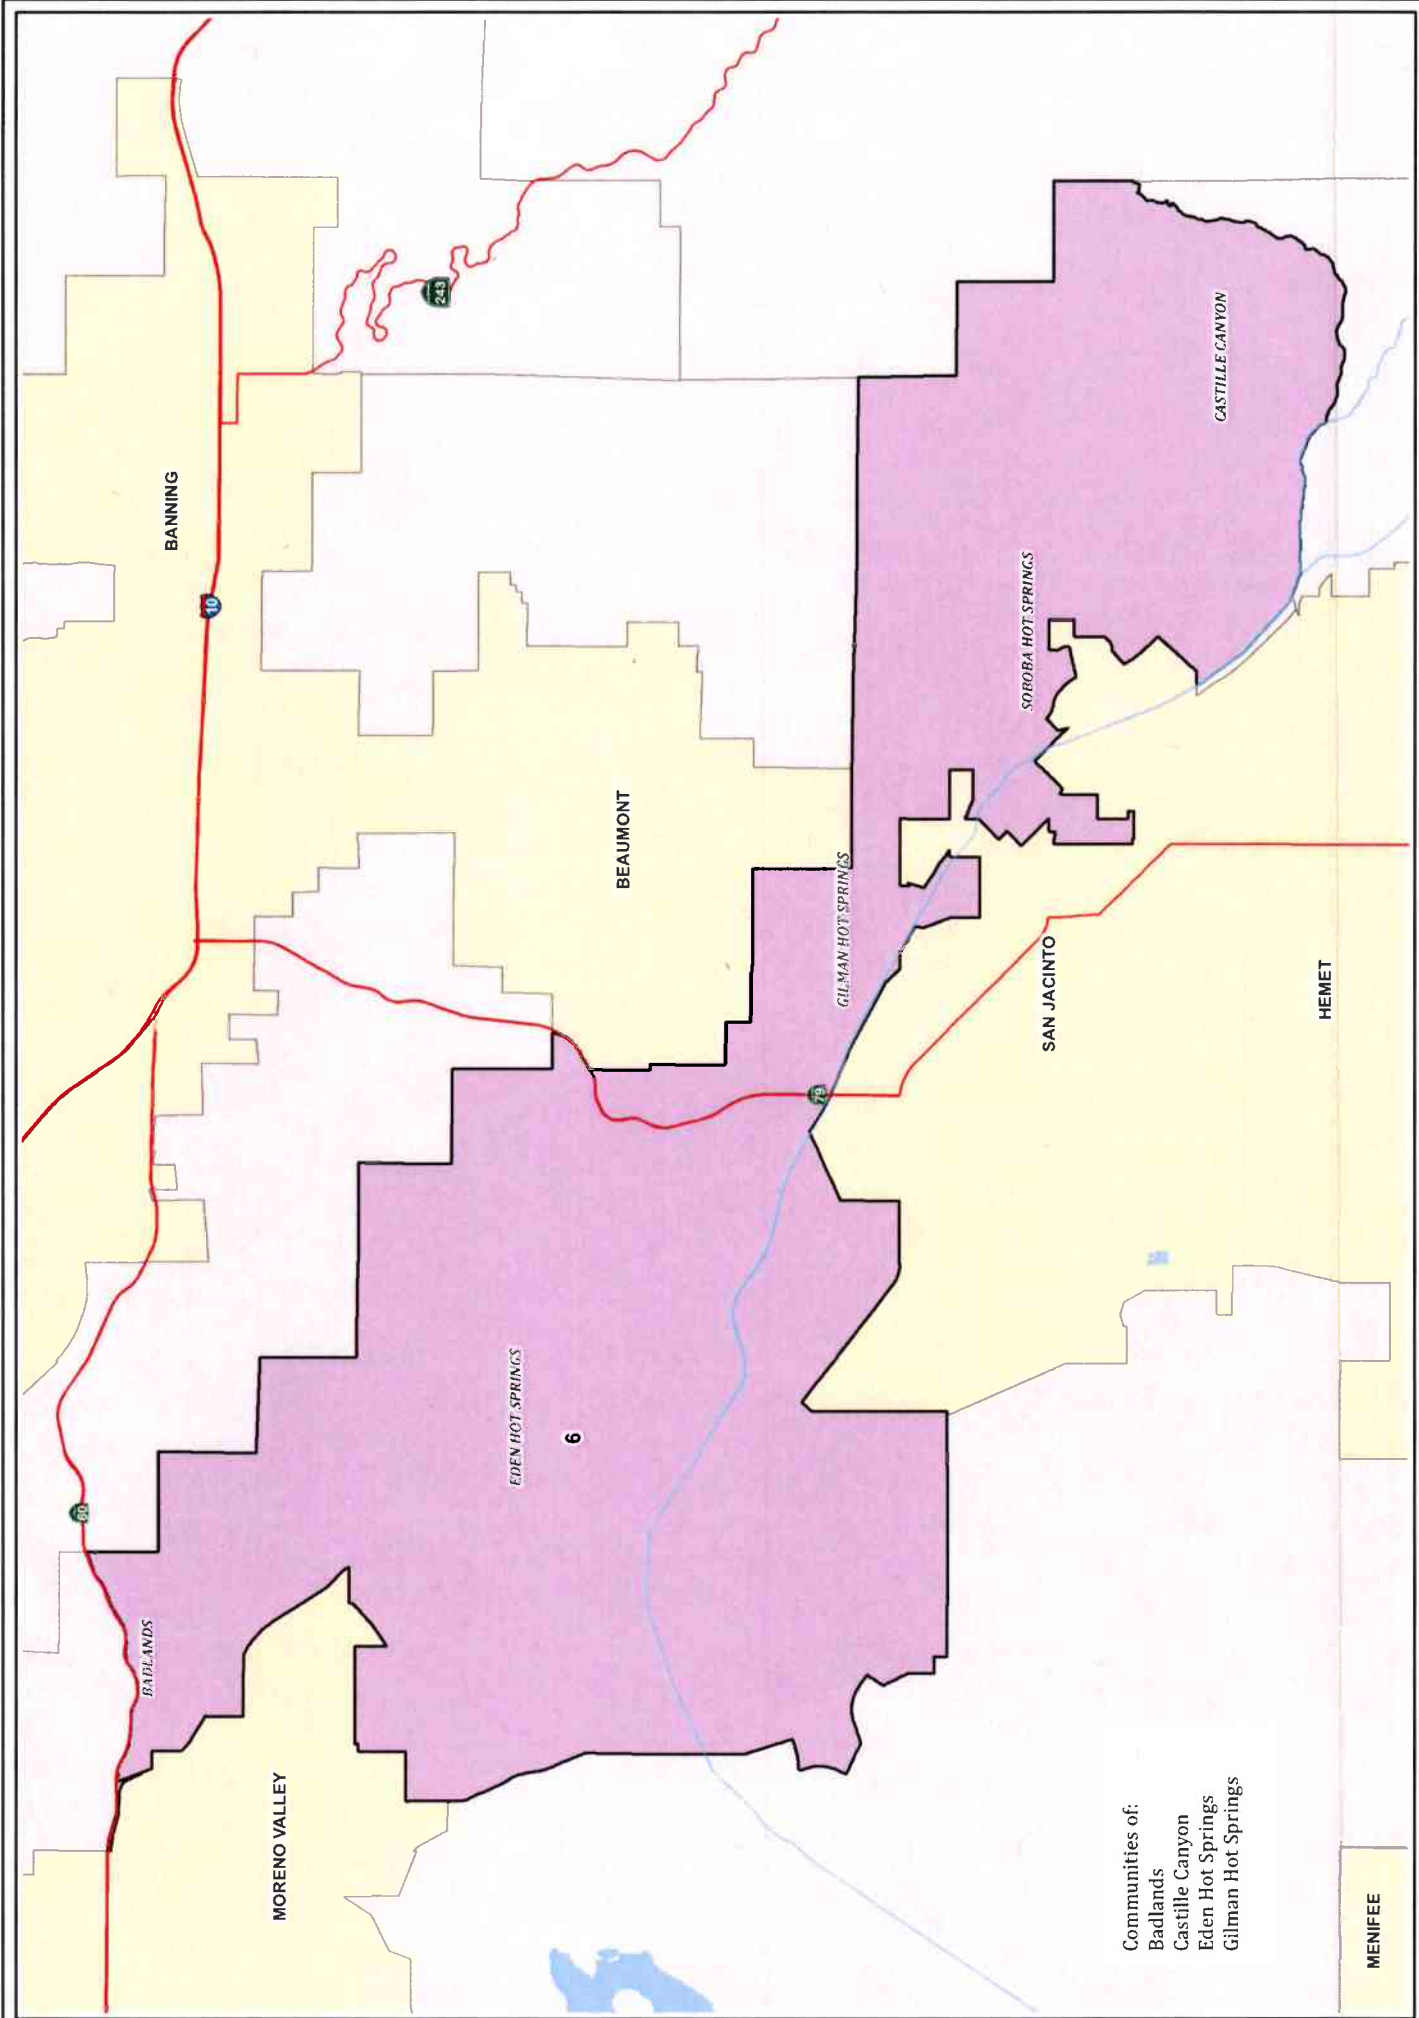 BANNING
10
243
BEAUMONT
60
BADLANDS
MORENO VALLEY
EDEN HOT SPRINGS
6
GILMAN HOT SPRINGS
79
SOBOBA HOT SPRINGS
CASTILLE CANYON
SAN JACINTO
HEMET
MENIFEE
Communities of:
Badlands
Castille Canyon
Eden Hot Springs
Gilman Hot Springs